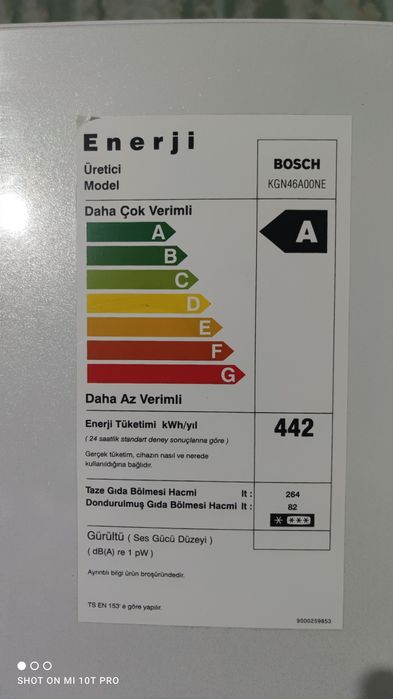 Enerji
Üretici
BOSCH
Model
KGN46A00NE
Daha Çok Verimli
A
A
B
C
D
E
F
G
Daha Az Verimli
Enerji Tüketimi kWh/yıl
442
( 24 saatlik standart deney sonuçlarına göre )
Gerçek tüketim, cihazın nasıl ve nerede
kullanıldığına bağlıdır.
Taze Gıda Bölmesi Hacmi lt : 264
Dondurulmuş Gıda Bölmesi Hacmi lt : 82
* ***
Gürültü ( Ses Gücü Düzeyi )
( dB(A) re 1 pW )
Ayrıntılı bilgi ürün broşüründedir.
TS EN 153' e göre yapılır.
9000259853
SHOT ON MI 10T PRO